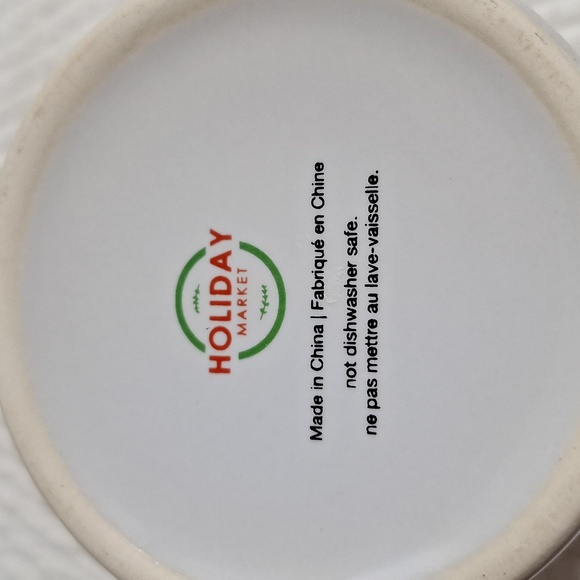 HOLIDAY
MARKET
Made in China | Fabriqué en Chine
not dishwasher safe.
ne pas mettre au lave-vaisselle.